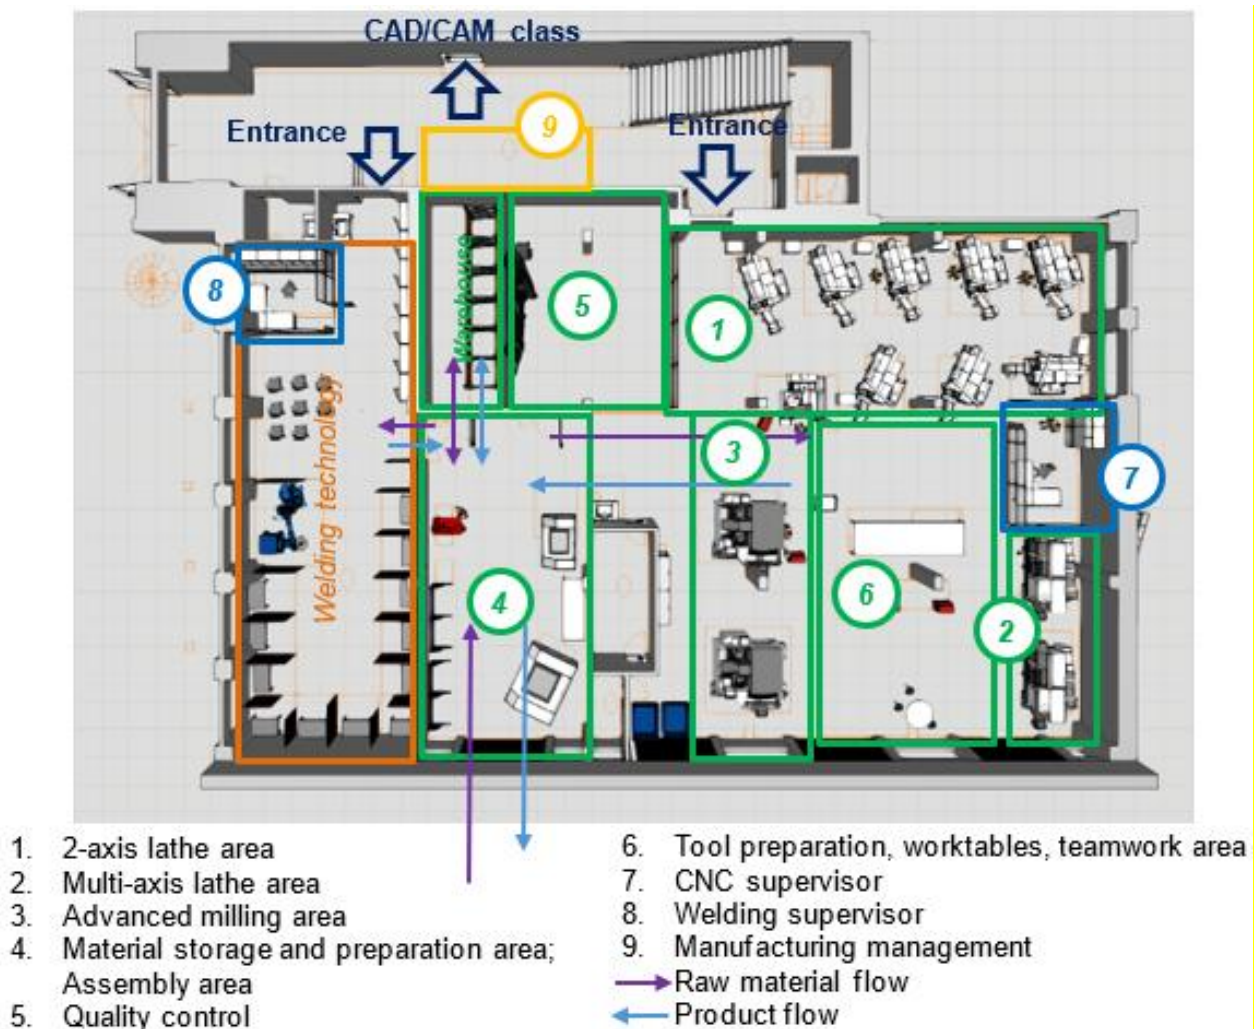 CAD/CAM class
9
Entrance
Entrance
Warehouse
8
5
1
Welding technology
3
7
4
6
2
1. 2-axis lathe area
2. Multi-axis lathe area
3. Advanced milling area
4. Material storage and preparation area;
Assembly area
5. Quality control
6. Tool preparation, worktables, teamwork area
7. CNC supervisor
8. Welding supervisor
9. Manufacturing management
Raw material flow
Product flow